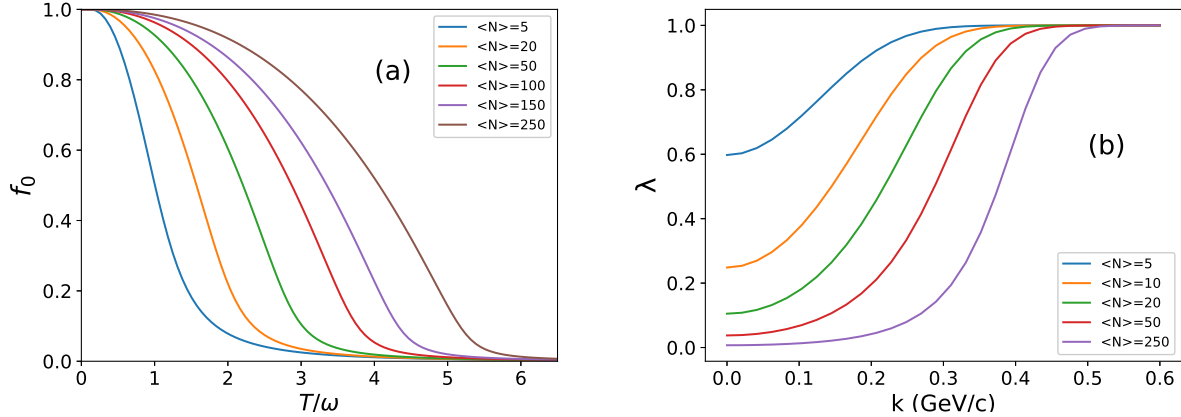 1.0
0.8
0.6
0.4
0.2
0.0
f0
0 1 2 3 4 5 6
T/ω
(a)
<N>=5
<N>=20
<N>=50
<N>=100
<N>=150
<N>=250
1.0
0.8
0.6
0.4
0.2
0.0
λ
0.0 0.1 0.2 0.3 0.4 0.5 0.6
k (GeV/c)
(b)
<N>=5
<N>=10
<N>=20
<N>=50
<N>=250